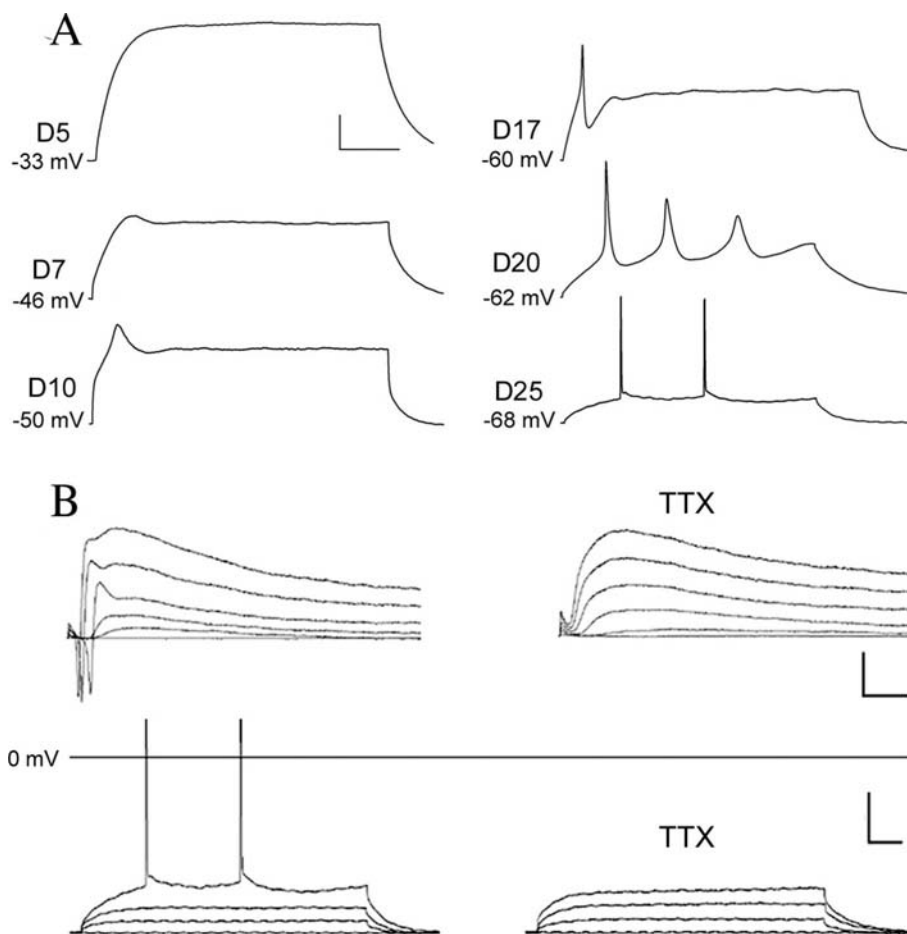 A
D5
-33 mV
D7
-46 mV
D10
-50 mV
D17
-60 mV
D20
-62 mV
D25
-68 mV
B
TTX
0 mV
TTX